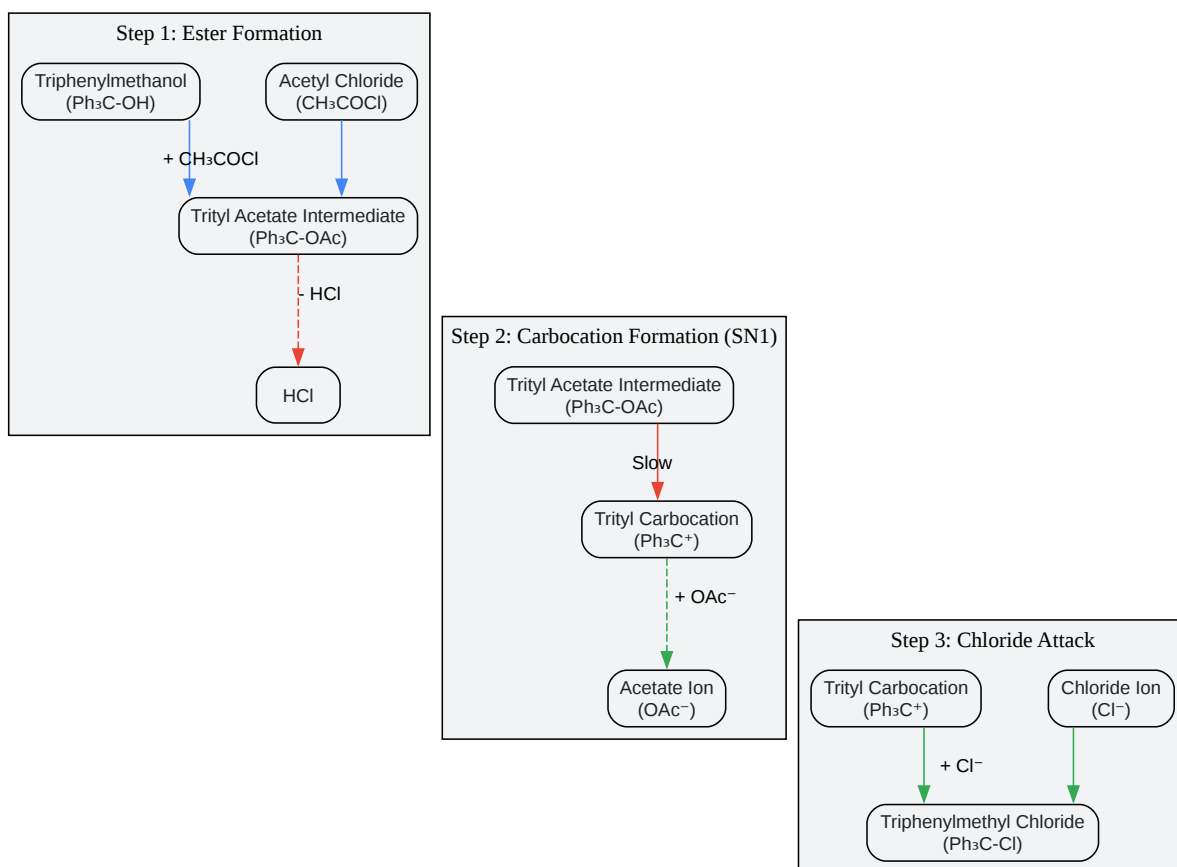 Step 1: Ester Formation
Triphenylmethanol
(Ph₃C-OH)
Acetyl Chloride
(CH₃COCl)
+ CH₃COCl
Trityl Acetate Intermediate
(Ph₃C-OAc)
- HCl
HCl
Step 2: Carbocation Formation (SN1)
Trityl Acetate Intermediate
(Ph₃C-OAc)
Slow
Trityl Carbocation
(Ph₃C⁺)
+ OAc⁻
Acetate Ion
(OAc⁻)
Step 3: Chloride Attack
Trityl Carbocation
(Ph₃C⁺)
Chloride Ion
(Cl⁻)
+ Cl⁻
Triphenylmethyl Chloride
(Ph₃C-Cl)